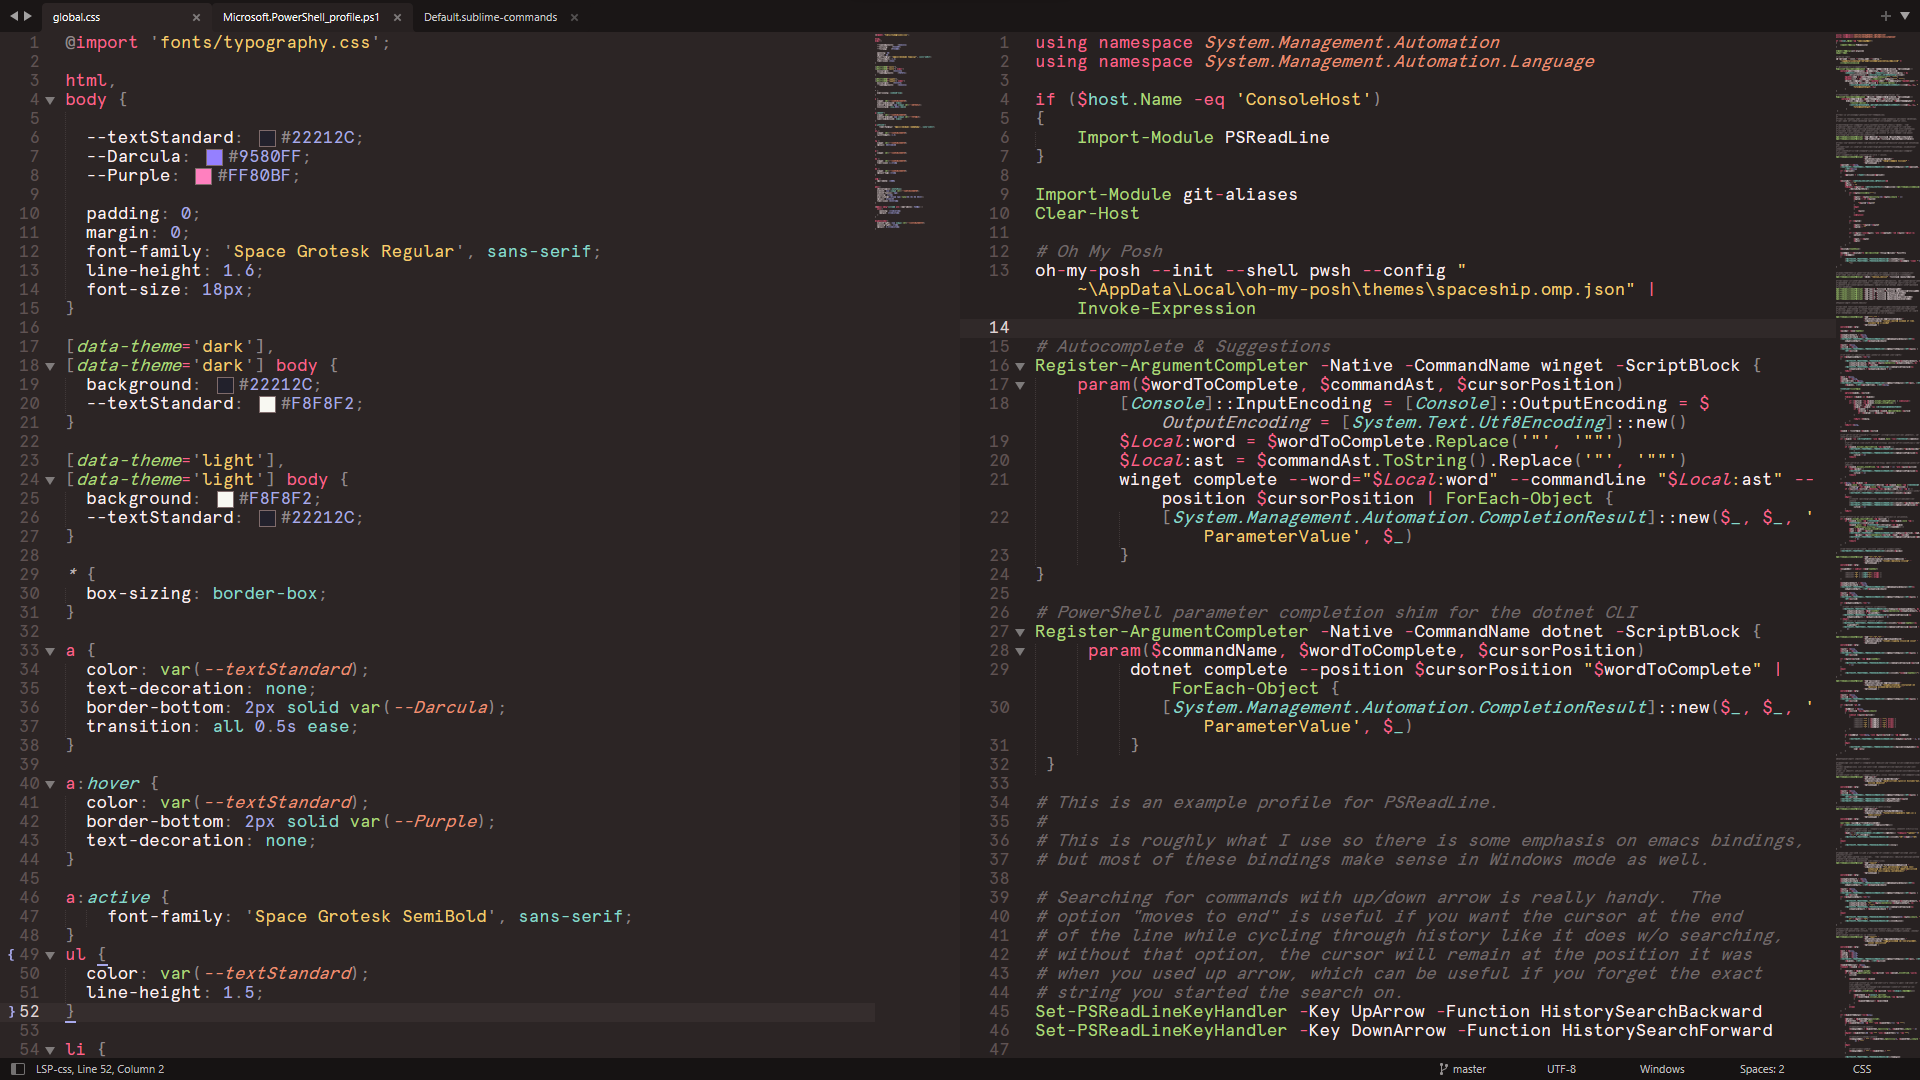 global.css
Microsoft.PowerShell_profile.ps1
Default.sublime-commands
1 @import 'fonts/typography.css';
2
3 html,
4 body {
5
6 --textStandard: #22212C;
7 --Darcula: #9580FF;
8 --Purple: #FF80BF;
9
10 padding: 0;
11 margin: 0;
12 font-family: 'Space Grotesk Regular', sans-serif;
13 line-height: 1.6;
14 font-size: 18px;
15 }
16
17 [data-theme='dark'],
18 [data-theme='dark'] body {
19 background: #22212C;
20 --textStandard: #F8F8F2;
21 }
22
23 [data-theme='light'],
24 [data-theme='light'] body {
25 background: #F8F8F2;
26 --textStandard: #22212C;
27 }
28
29 * {
30 box-sizing: border-box;
31 }
32
33 a {
34 color: var(--textStandard);
35 text-decoration: none;
36 border-bottom: 2px solid var(--Darcula);
37 transition: all 0.5s ease;
38 }
39
40 a:hover {
41 color: var(--textStandard);
42 border-bottom: 2px solid var(--Purple);
43 text-decoration: none;
44 }
45
46 a:active {
47 font-family: 'Space Grotesk SemiBold', sans-serif;
48 }
{ 49 ul {
50 color: var(--textStandard);
51 line-height: 1.5;
} 52 }
53
54 li {
1 using namespace System.Management.Automation
2 using namespace System.Management.Automation.Language
3
4 if ($host.Name -eq 'ConsoleHost')
5 {
6 Import-Module PSReadLine
7 }
8
9 Import-Module git-aliases
10 Clear-Host
11
12 # Oh My Posh
13 oh-my-posh --init --shell pwsh --config "
~\AppData\Local\oh-my-posh\themes\spaceship.omp.json" |
Invoke-Expression
14
15 # Autocomplete & Suggestions
16 Register-ArgumentCompleter -Native -CommandName winget -ScriptBlock {
17 param($wordToComplete, $commandAst, $cursorPosition)
18 [Console]::InputEncoding = [Console]::OutputEncoding = $
OutputEncoding = [System.Text.Utf8Encoding]::new()
19 $Local:word = $wordToComplete.Replace('"', '""')
20 $Local:ast = $commandAst.ToString().Replace('"', '""')
21 winget complete --word="$Local:word" --commandline "$Local:ast" --
position $cursorPosition | ForEach-Object {
22 [System.Management.Automation.CompletionResult]::new($_, $_, '
ParameterValue', $_)
23 }
24 }
25
26 # PowerShell parameter completion shim for the dotnet CLI
27 Register-ArgumentCompleter -Native -CommandName dotnet -ScriptBlock {
28 param($commandName, $wordToComplete, $cursorPosition)
29 dotnet complete --position $cursorPosition "$wordToComplete" |
ForEach-Object {
30 [System.Management.Automation.CompletionResult]::new($_, $_, '
ParameterValue', $_)
31 }
32 }
33
34 # This is an example profile for PSReadLine.
35 #
36 # This is roughly what I use so there is some emphasis on emacs bindings,
37 # but most of these bindings make sense in Windows mode as well.
38
39 # Searching for commands with up/down arrow is really handy.  The
40 # option "moves to end" is useful if you want the cursor at the end
41 # of the line while cycling through history like it does w/o searching,
42 # without that option, the cursor will remain at the position it was
43 # when you used up arrow, which can be useful if you forget the exact
44 # string you started the search on.
45 Set-PSReadLineKeyHandler -Key UpArrow -Function HistorySearchBackward
46 Set-PSReadLineKeyHandler -Key DownArrow -Function HistorySearchForward
47
LSP-css, Line 52, Column 2
master
UTF-8
Windows
Spaces: 2
CSS